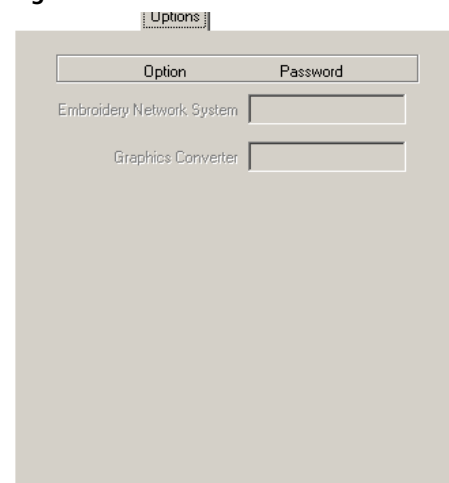 Options
Option Password
Embroidery Network System
Graphics Converter